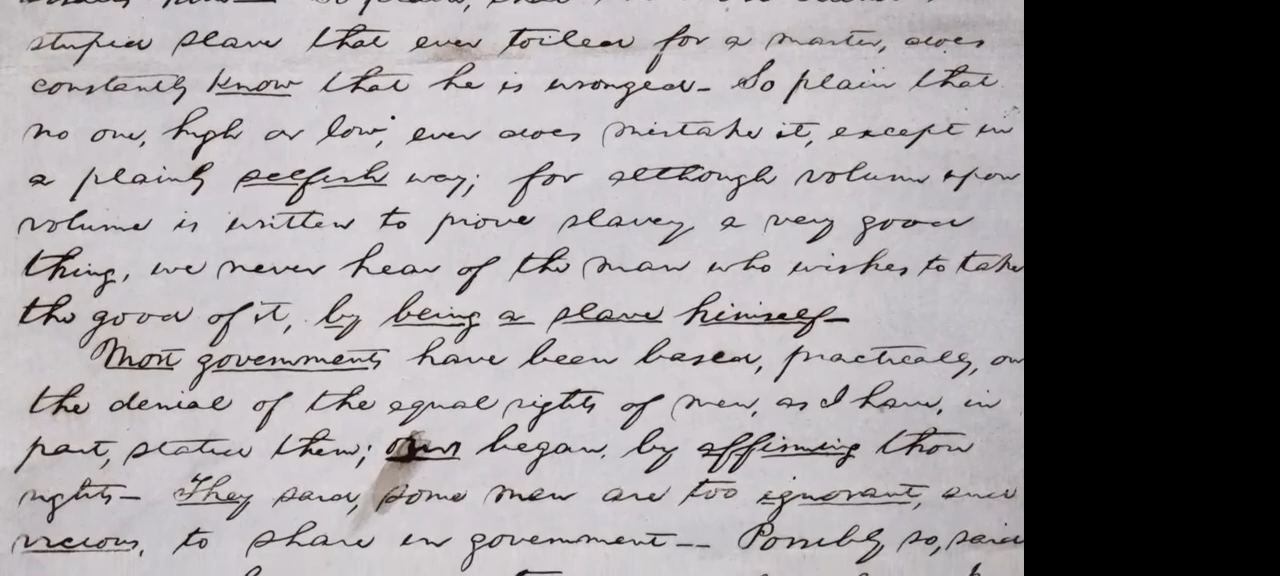 So plain, that
stupid slave that ever toiled for a master, does
constantly know that he is wronged— So plain that
no one, high or low, ever does mistake it, except in
a plainly selfish way; for although volume upon
volume is written to prove slavery a very good
thing, we never hear of the man who wishes to take
the good of it, by being a slave himself—
Most governments have been based, practically, on
the denial of the equal rights of men, as I have, in
part, stated them; ours began, by affirming those
rights— They said, some men are too ignorant, and
vicious, to share in government— Possibly so, said